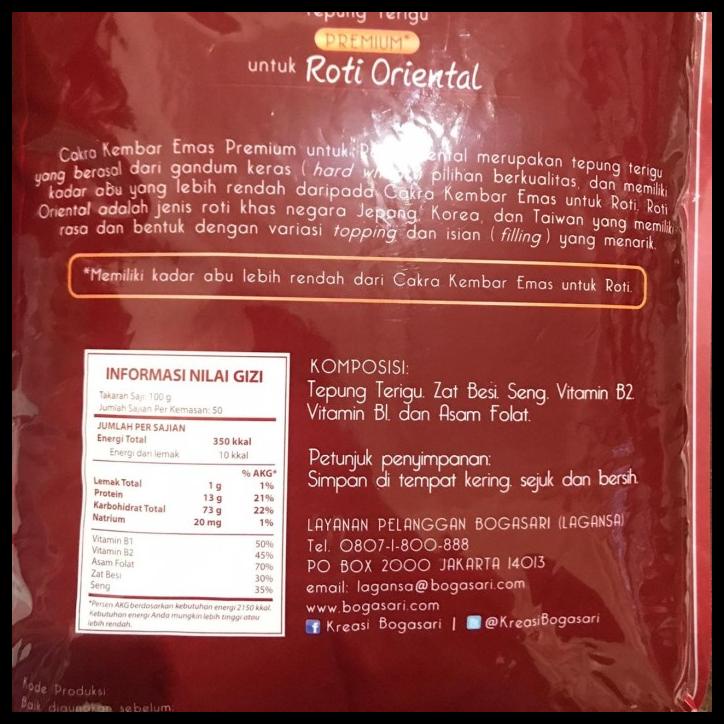 Tepung Terigu
PREMIUM*
untuk Roti Oriental
Cakra Kembar Emas Premium untuk merupakan tepung terigu
yang berasal dari gandum keras ( hard pilihan berkualitas, dan memiliki
kadar abu yang lebih rendah daripada Cakra Kembar Emas untuk Roti. Roti
Oriental adalah jenis roti khas negara Jepang, Korea, dan Taiwan yang memiliki
rasa dan bentuk dengan variasi topping dan isian ( filling ) yang menarik.
*Memiliki kadar abu lebih rendah dari Cakra Kembar Emas untuk Roti.
INFORMASI NILAI GIZI
Takaran Saji: 100 g
Jumlah Sajian Per Kemasan: 50
JUMLAH PER SAJIAN
Energi Total 350 kkal
Energi dari lemak 10 kkal
% AKG*
Lemak Total 1 g 1%
Protein 13 g 21%
Karbohidrat Total 73 g 22%
Natrium 20 mg 1%
Vitamin B1 50%
Vitamin B2 45%
Asam Folat 70%
Zat Besi 30%
Seng 35%
*Persen AKG berdasarkan kebutuhan energi 2150 kkal.
Kebutuhan energi Anda mungkin lebih tinggi atau
lebih rendah.
KOMPOSISI:
Tepung Terigu, Zat Besi, Seng, Vitamin B2,
Vitamin B1, dan Asam Folat.
Petunjuk penyimpanan:
Simpan di tempat kering, sejuk dan bersih.
LAYANAN PELANGGAN BOGASARI (LAGANSA)
Tel. 0807-1-800-888
PO BOX 2000 JAKARTA 14013
email: lagansa@bogasari.com
www.bogasari.com
f Kreasi Bogasari | @KreasiBogasari
Kode Produksi:
Baik digunakan sebelum: